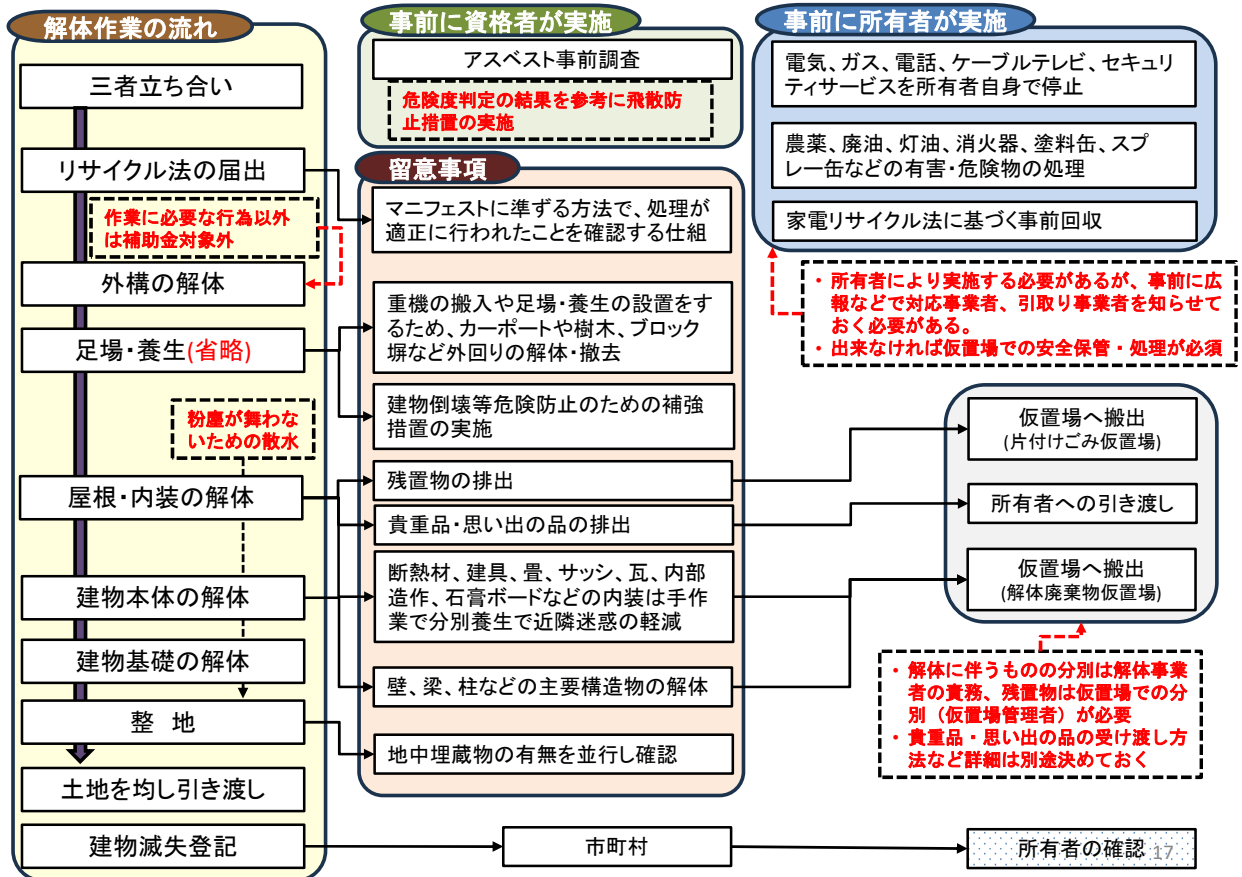 解体作業の流れ
三者立ち合い
リサイクル法の届出
作業に必要な行為以外
は補助金対象外
外構の解体
足場・養生(省略)
粉塵が舞わな
いための散水
屋根・内装の解体
建物本体の解体
建物基礎の解体
整 地
土地を均し引き渡し
建物滅失登記
事前に資格者が実施
アスベスト事前調査
危険度判定の結果を参考に飛散防
止措置の実施
留意事項
マニフェストに準ずる方法で、処理が
適正に行われたことを確認する仕組
重機の搬入や足場・養生の設置をす
るため、カーポートや樹木、ブロック
塀など外回りの解体・撤去
建物倒壊等危険防止のための補強
措置の実施
残置物の排出
貴重品・思い出の品の排出
断熱材、建具、畳、サッシ、瓦、内部
造作、石膏ボードなどの内装は手作
業で分別養生で近隣迷惑の軽減
壁、梁、柱などの主要構造物の解体
地中埋蔵物の有無を並行し確認
市町村
事前に所有者が実施
電気、ガス、電話、ケーブルテレビ、セキュリ
ティサービスを所有者自身で停止
農薬、廃油、灯油、消火器、塗料缶、スプ
レー缶などの有害・危険物の処理
家電リサイクル法に基づく事前回収
・ 所有者により実施する必要があるが、事前に広
報などで対応事業者、引取り事業者を知らせて
おく必要がある。
・ 出来なければ仮置場での安全保管・処理が必須
仮置場へ搬出
(片付けごみ仮置場)
所有者への引き渡し
仮置場へ搬出
(解体廃棄物仮置場)
・ 解体に伴うものの分別は解体事業
者の責務、残置物は仮置場での分
別（仮置場管理者）が必要
・ 貴重品・思い出の品の受け渡し方
法など詳細は別途決めておく
所有者の確認
17